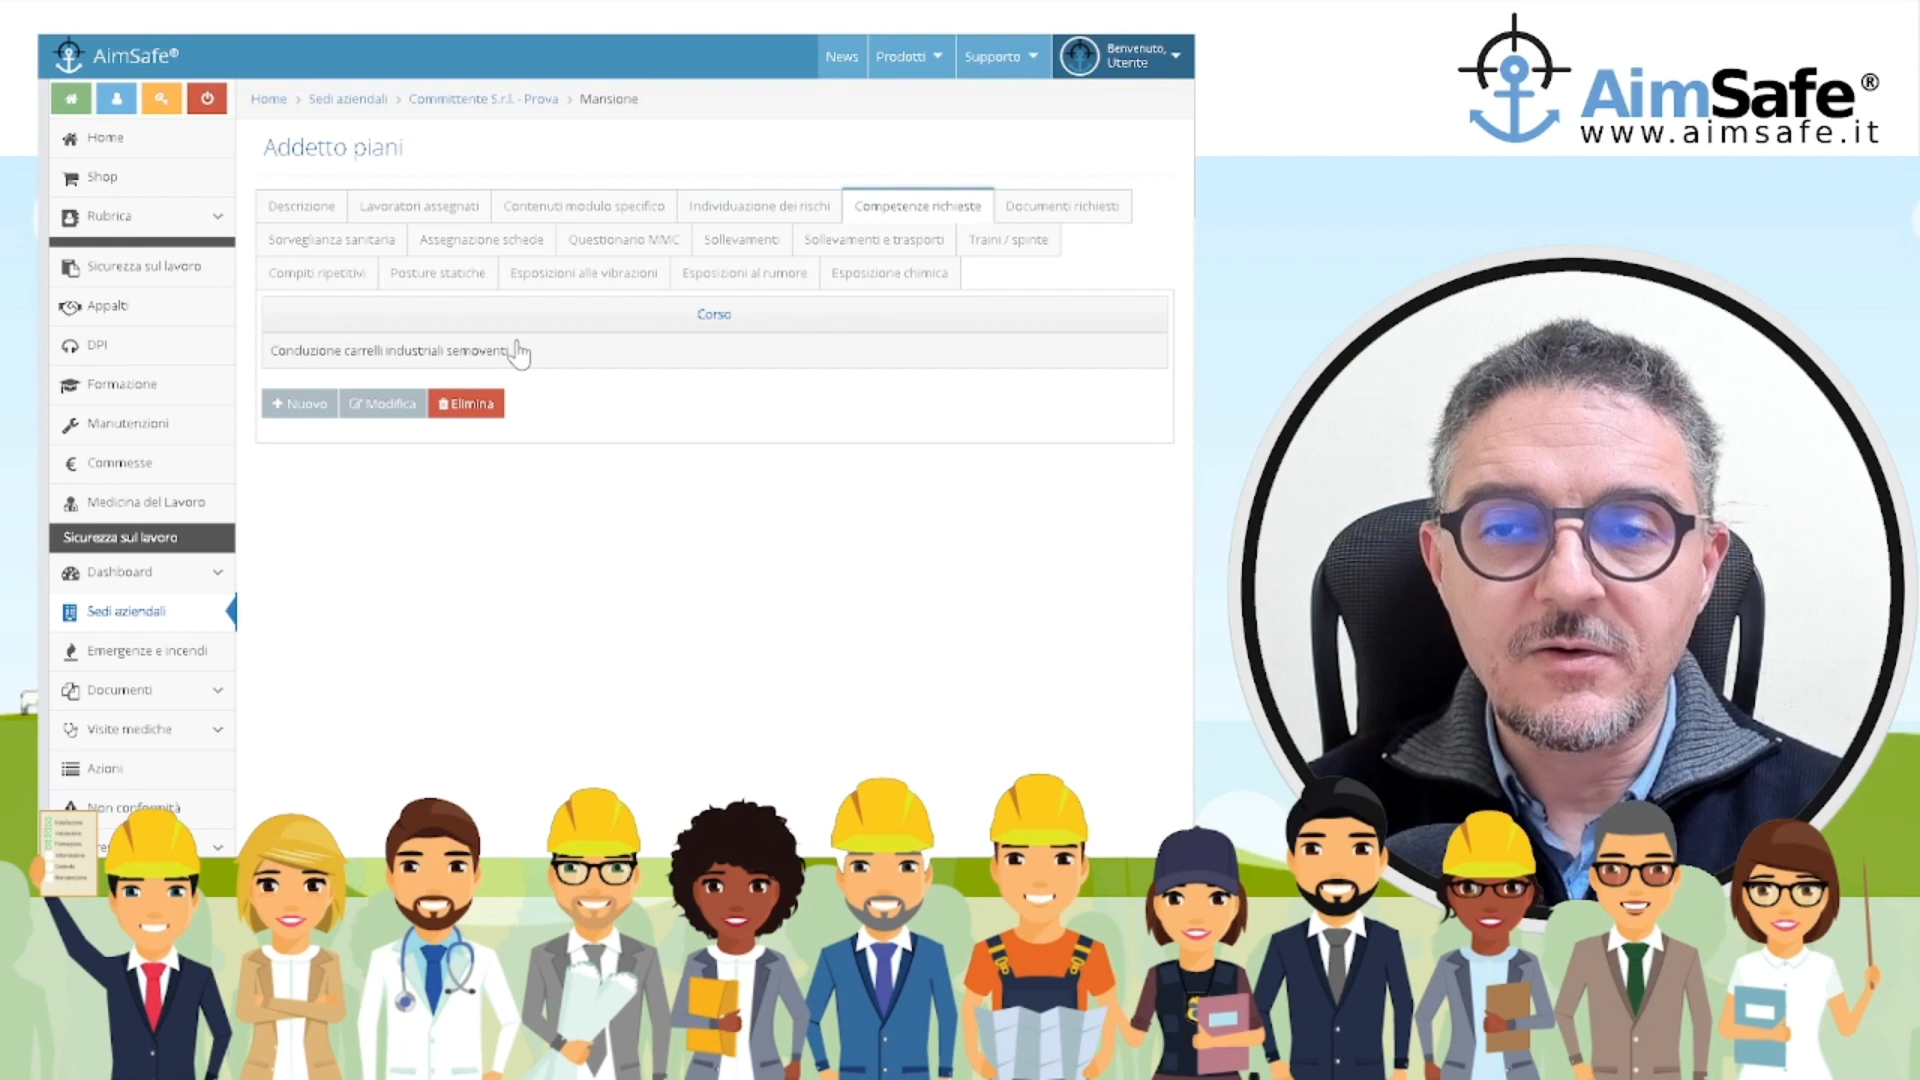 AimSafe®
News
Prodotti
Supporto
Benvenuto,
Utente
AimSafe®
www.aimsafe.it
Home > Sedi aziendali > Committente S.r.l. - Prova > Mansione
Addetto piani
Home
Shop
Rubrica
Sicurezza sul lavoro
Appalti
DPI
Formazione
Manutenzioni
Commesse
Medicina del Lavoro
Sicurezza sul lavoro
Dashboard
Sedi aziendali
Emergenze e incendi
Documenti
Visite mediche
Azioni
Non conformità
Descrizione
Lavoratori assegnati
Contenuti modulo specifico
Individuazione dei rischi
Competenze richieste
Documenti richiesti
Sorveglianza sanitaria
Assegnazione schede
Questionario MMC
Sollevamenti
Sollevamenti e trasporti
Traini / spinte
Compiti ripetitivi
Posture statiche
Esposizioni alle vibrazioni
Esposizioni al rumore
Esposizione chimica
Corso
Conduzione carrelli industriali semoventi
Nuovo
Modifica
Elimina